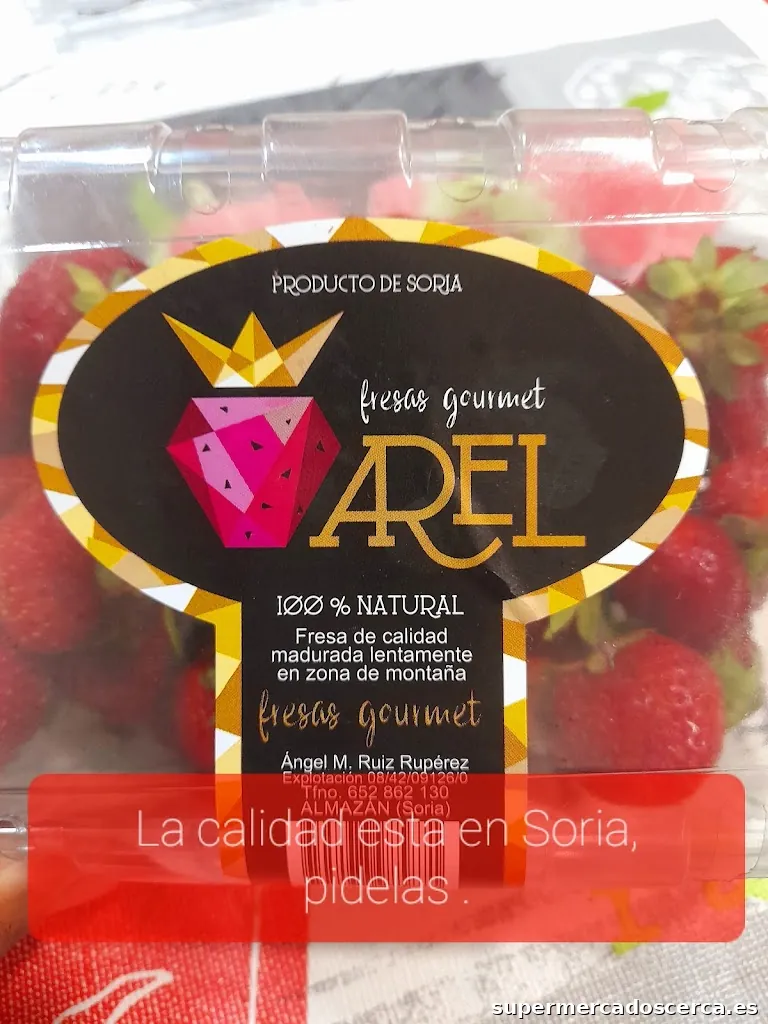 PRODUCTO DE SORIA
fresas gourmet
AREL
100 % NATURAL
Fresa de calidad
madurada lentamente
en zona de montaña
fresas gourmet
Ángel M. Ruiz Rupérez
Explotación 08/42/09126/0
Tfno. 652 862 130
ALMAZÁN (Soria)
La calidad esta en Soria,
pidelas .
supermercadoscerca.es